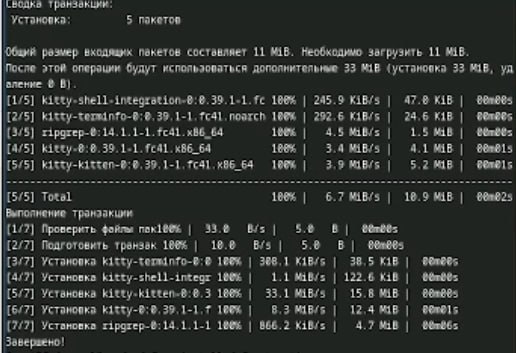 Сводка транзакции:
Установка: 5 пакетов
Общий размер входящих пакетов составляет 11 MiB. Необходимо загрузить 11 MiB.
После этой операции будут использоваться дополнительные 33 MiB (установка 33 MiB, уд
аление 0 B).
[1/5] kitty-shell-integration-0:0.39.1-1.fc 100% | 245.9 KiB/s | 47.0 KiB | 00m00s
[2/5] kitty-terminfo-0:0.39.1-1.fc41.noarch 100% | 292.6 KiB/s | 24.6 KiB | 00m00s
[3/5] ripgrep-0:14.1.1-1.fc41.x86_64 100% | 4.5 MiB/s | 1.5 MiB | 00m00s
[4/5] kitty-0:0.39.1-1.fc41.x86_64 100% | 3.4 MiB/s | 4.1 MiB | 00m01s
[5/5] kitty-kitten-0:0.39.1-1.fc41.x86_64 100% | 3.9 MiB/s | 5.2 MiB | 00m01s
--------------------------------------------------------------------------------
[5/5] Total 100% | 6.7 MiB/s | 10.9 MiB | 00m02s
Выполнение транзакции
[1/7] Проверить файлы пак100% | 33.0 B/s | 5.0 B | 00m00s
[2/7] Подготовить транзак 100% | 10.0 B/s | 5.0 B | 00m00s
[3/7] Установка kitty-terminfo-0:0 100% | 308.1 KiB/s | 38.5 KiB | 00m00s
[4/7] Установка kitty-shell-integr 100% | 1.1 MiB/s | 122.6 KiB | 00m00s
[5/7] Установка kitty-kitten-0:0.3 100% | 33.1 MiB/s | 15.8 MiB | 00m00s
[6/7] Установка kitty-0:0.39.1-1.f 100% | 8.3 MiB/s | 12.4 MiB | 00m01s
[7/7] Установка ripgrep-0:14.1.1-1 100% | 866.2 KiB/s | 4.7 MiB | 00m06s
Завершено!